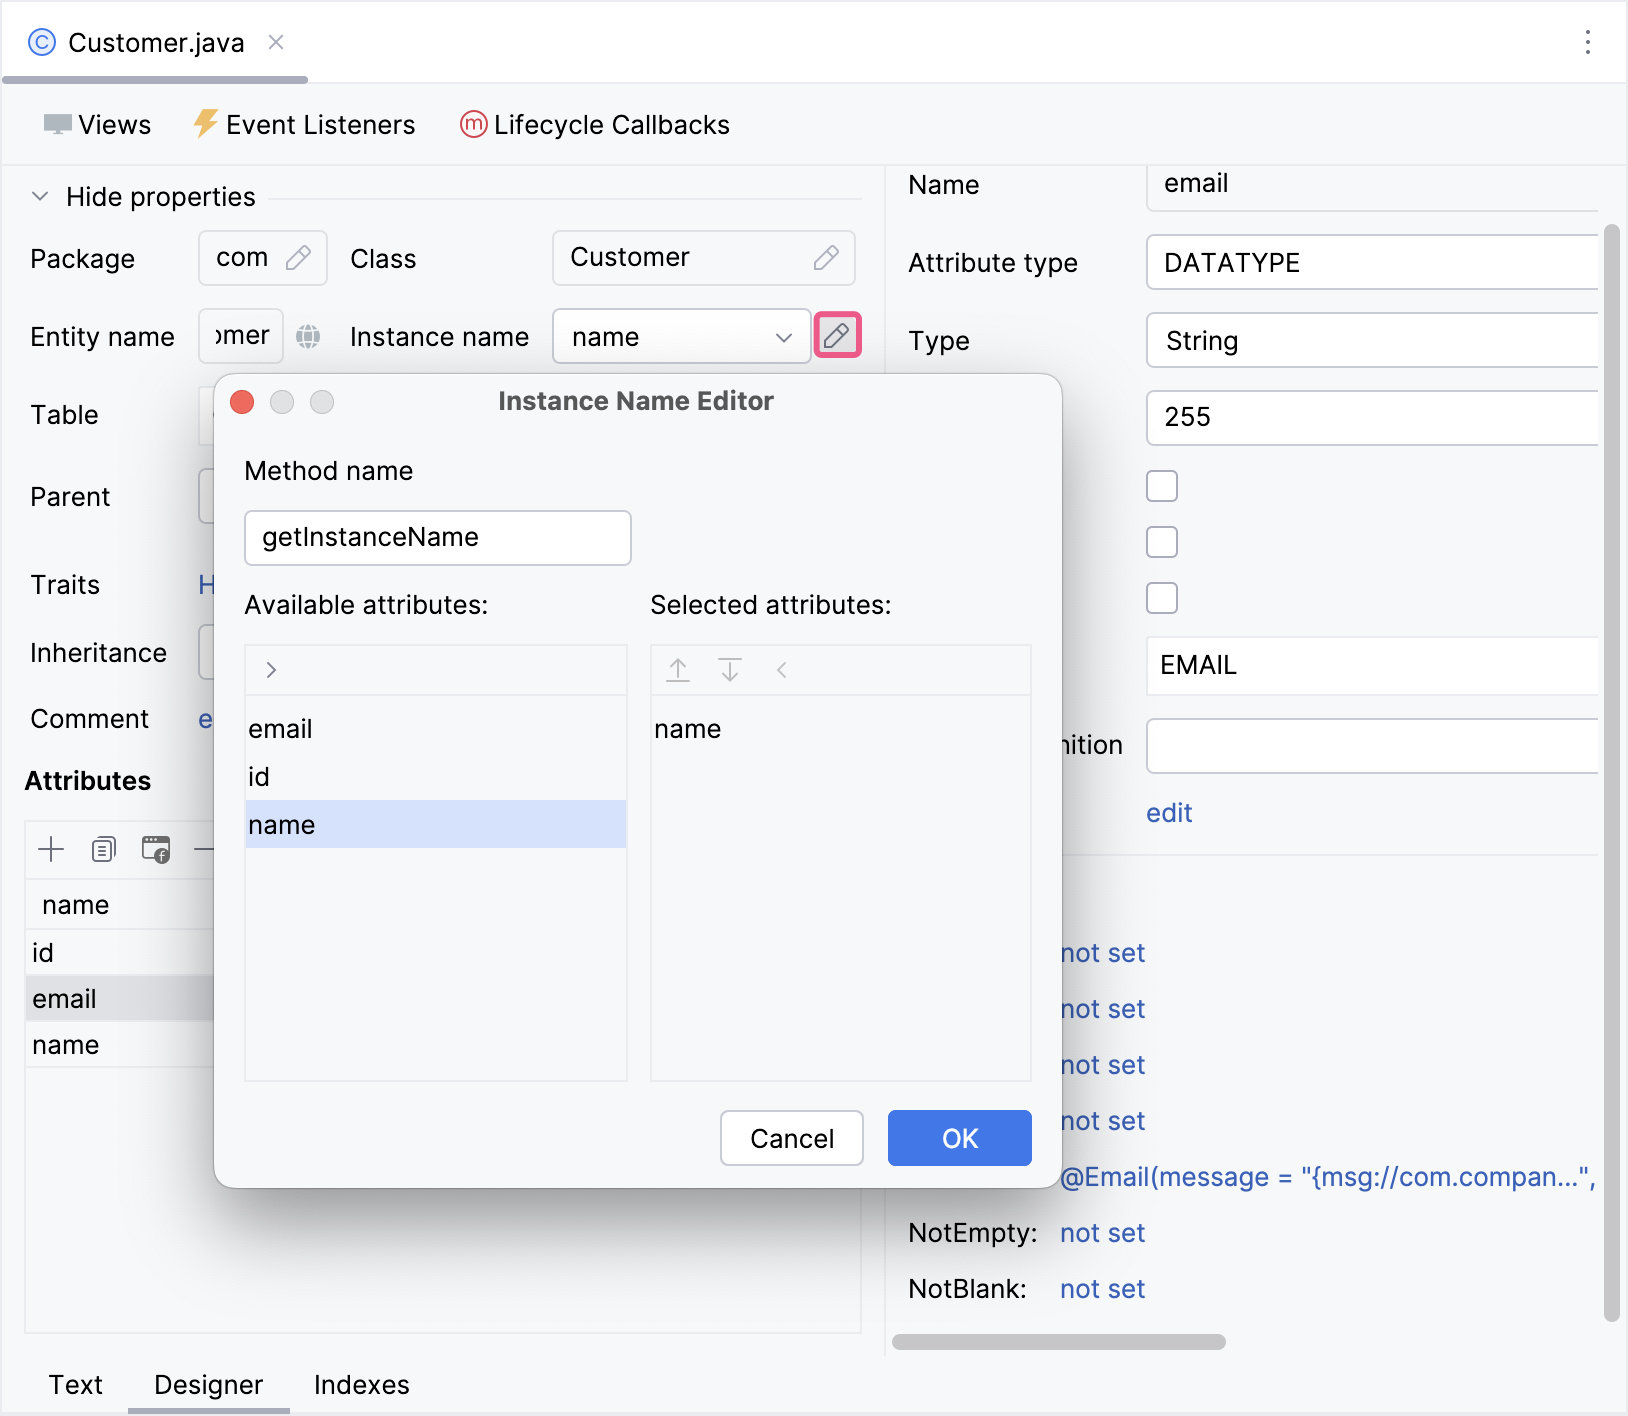 Customer.java
Views Event Listeners Lifecycle Callbacks
Hide properties
Package com Class Customer
Entity name omer Instance name name
Table
Parent
Traits H
Inheritance
Comment e
Attributes
name
id
email
name
Instance Name Editor
Method name
getInstanceName
Available attributes:
email
id
name
Selected attributes:
name
Cancel OK
Name email
Attribute type DATATYPE
Type String
255
EMAIL
nition
edit
not set
not set
not set
not set
@Email(message = "{msg://com.compan...",
NotEmpty: not set
NotBlank: not set
Text Designer Indexes